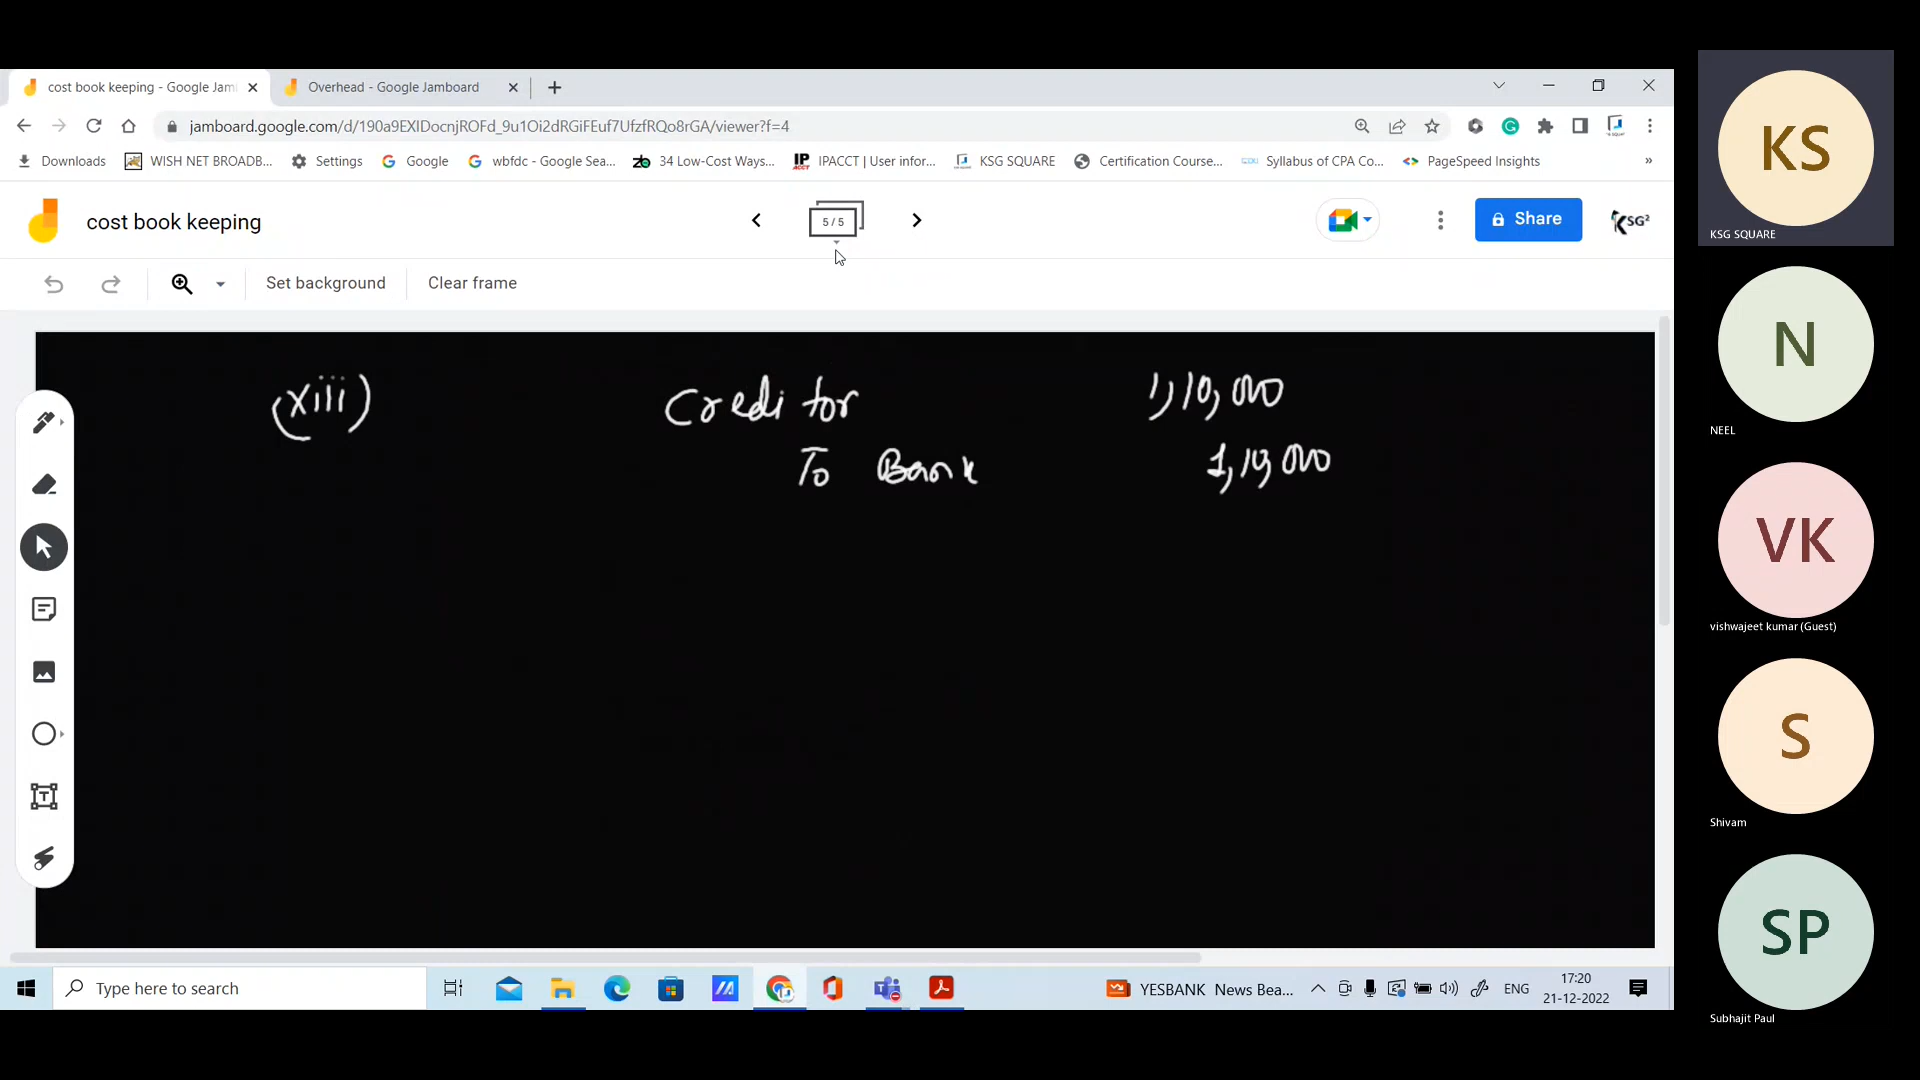 cost book keeping - Google Jam
Overhead - Google Jamboard
jamboard.google.com/d/190a9EXIDocnjROFd_9u1Oi2dRGiFEuf7UfzfRQo8rGA/viewer?f=4
Downloads WISH NET BROADB... Settings Google wbfdc - Google Sea... 34 Low-Cost Ways... IPACCT | User infor... KSG SQUARE Certification Course... Syllabus of CPA Co... PageSpeed Insights »
cost book keeping
5 / 5
Share
KSG²
Set background
Clear frame
(xiii) Creditor 1,10,000
To Bank 1,10,000
Type here to search
YESBANK News Bea...
ENG
17:20
21-12-2022
KS
KSG SQUARE
N
NEEL
VK
vishwajeet kumar (Guest)
S
Shivam
SP
Subhajit Paul